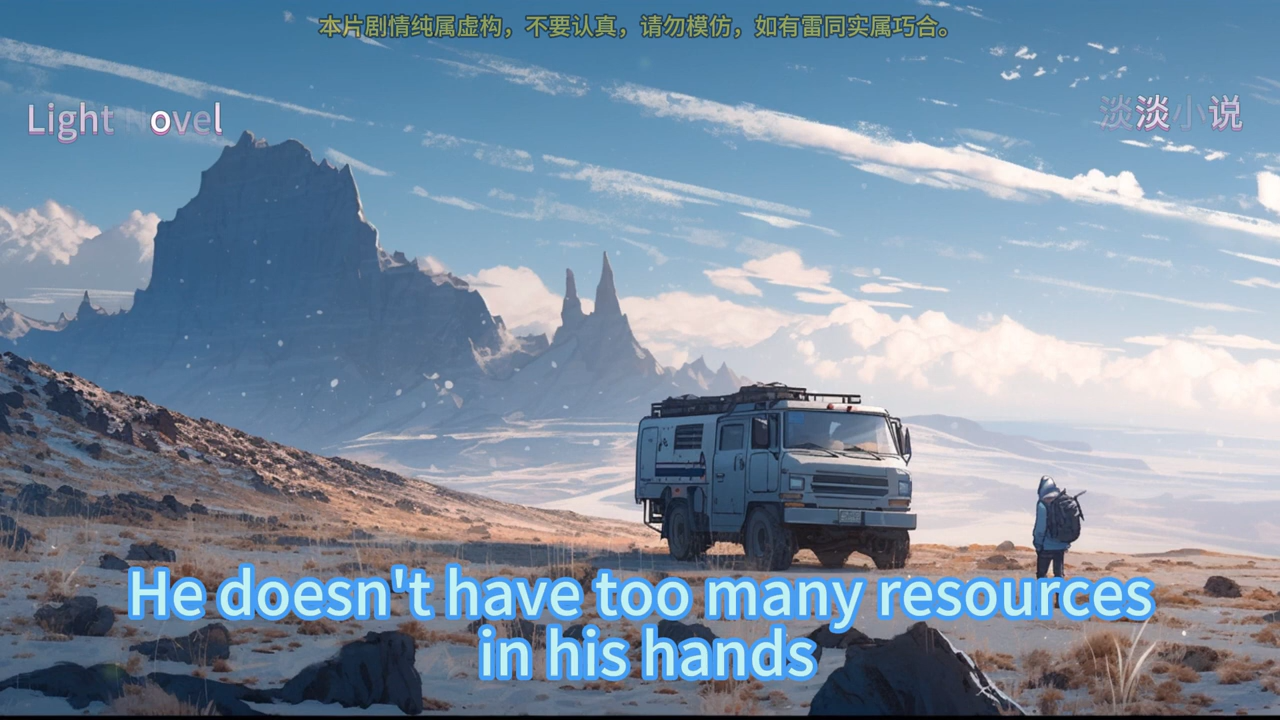 本片剧情纯属虚构，不要认真，请勿模仿，如有雷同实属巧合。
Light Novel
淡淡小说
He doesn't have too many resources
in his hands